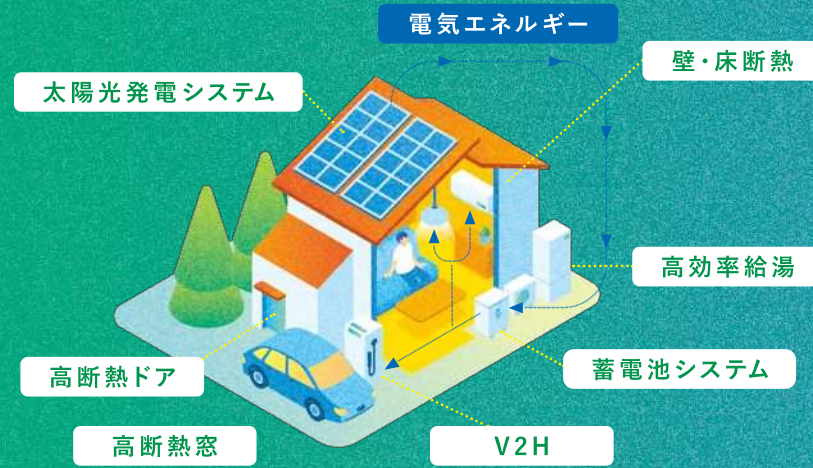 電気エネルギー
壁・床断熱
太陽光発電システム
高効率給湯
高断熱ドア
蓄電池システム
高断熱窓
V2H